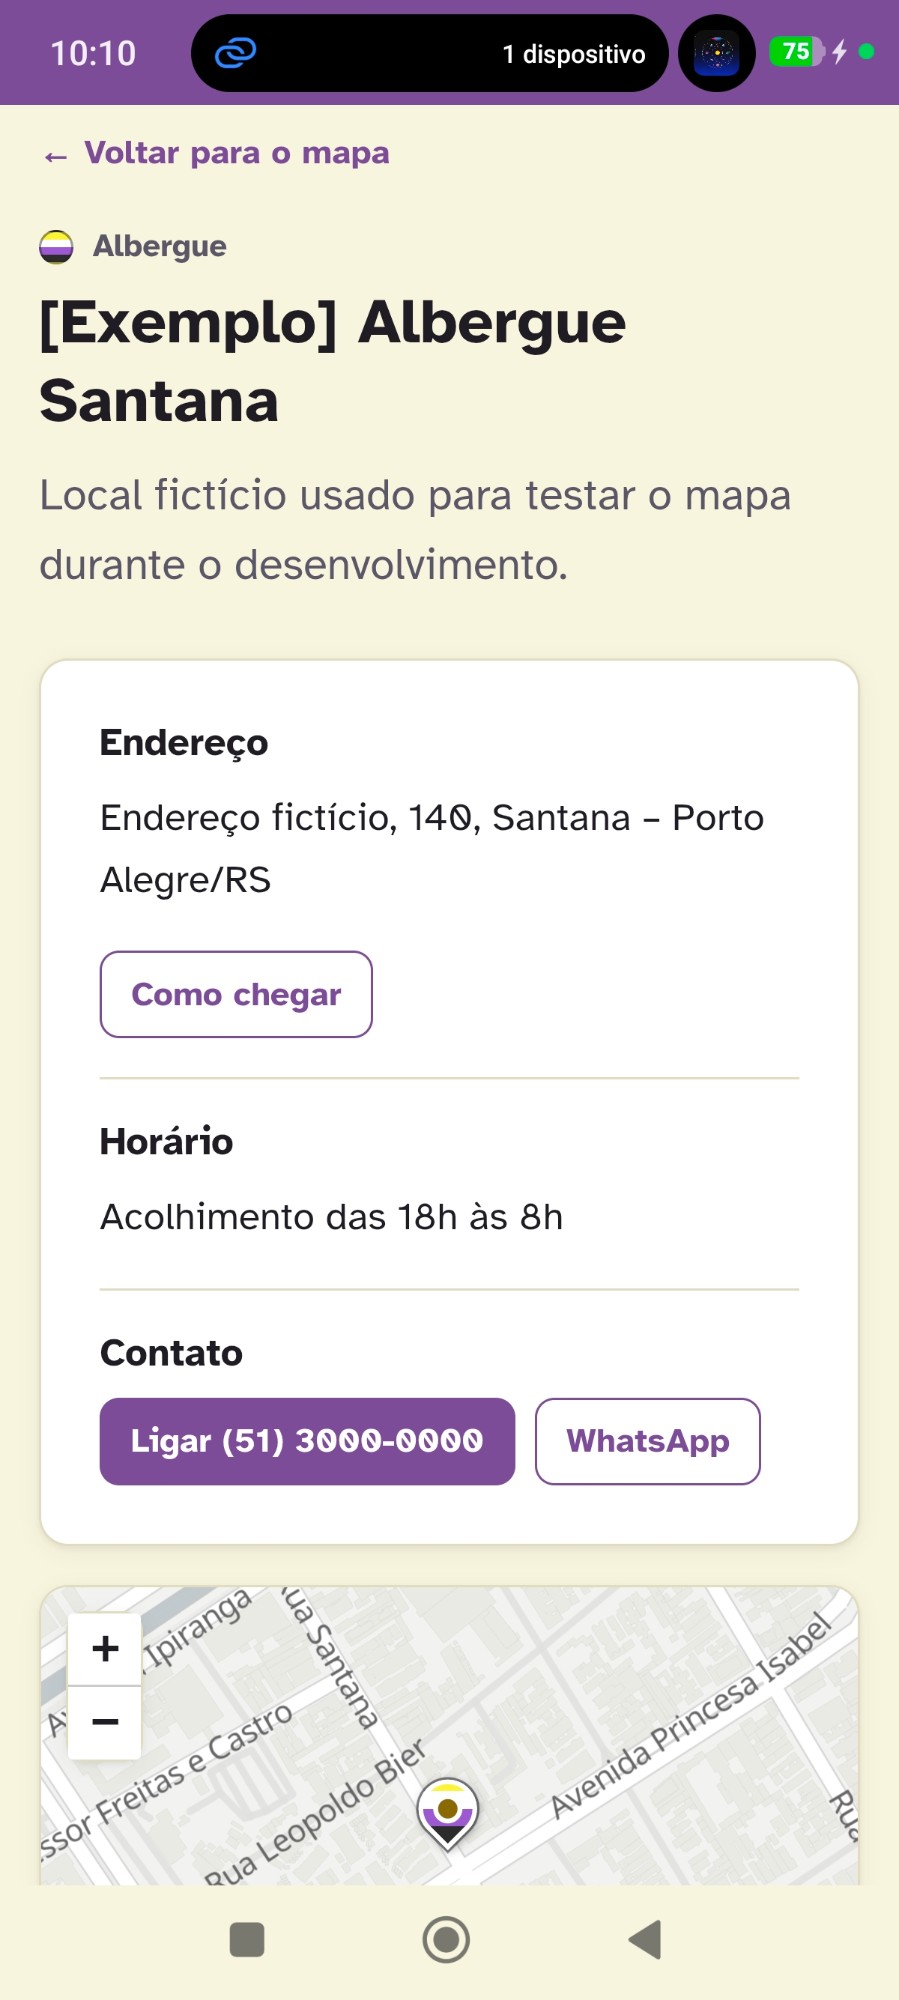 10:10
1 dispositivo
75
← Voltar para o mapa
Albergue
[Exemplo] Albergue
Santana
Local fictício usado para testar o mapa
durante o desenvolvimento.
Endereço
Endereço fictício, 140, Santana – Porto
Alegre/RS
Como chegar
Horário
Acolhimento das 18h às 8h
Contato
Ligar (51) 3000-0000
WhatsApp
+
−
Ipiranga
ua Santana
Avenida Princesa Isabel
ssor Freitas e Castro
Rua Leopoldo Bier
Rua